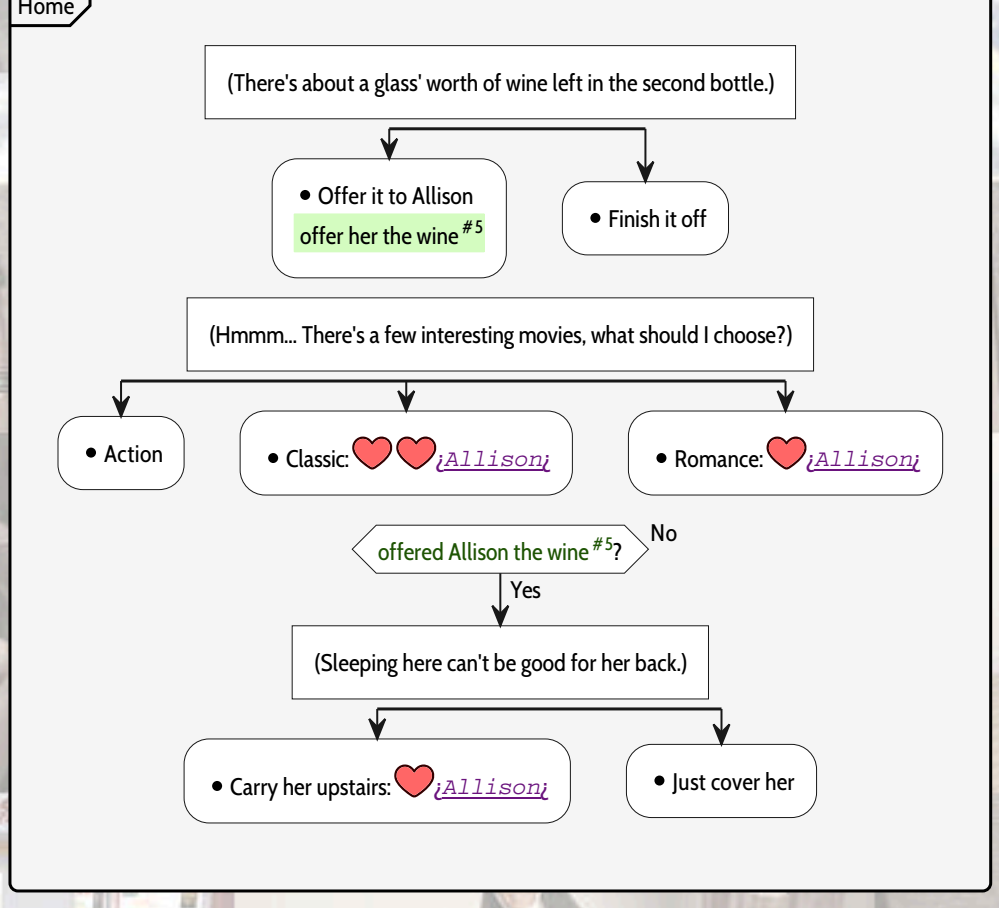 Home
(There's about a glass' worth of wine left in the second bottle.)
• Offer it to Allison
offer her the wine #5
• Finish it off
(Hmmm... There's a few interesting movies, what should I choose?)
• Action
• Classic: ¿Allison¿
• Romance: ¿Allison¿
offered Allison the wine #5?
No
Yes
(Sleeping here can't be good for her back.)
• Carry her upstairs: ¿Allison¿
• Just cover her